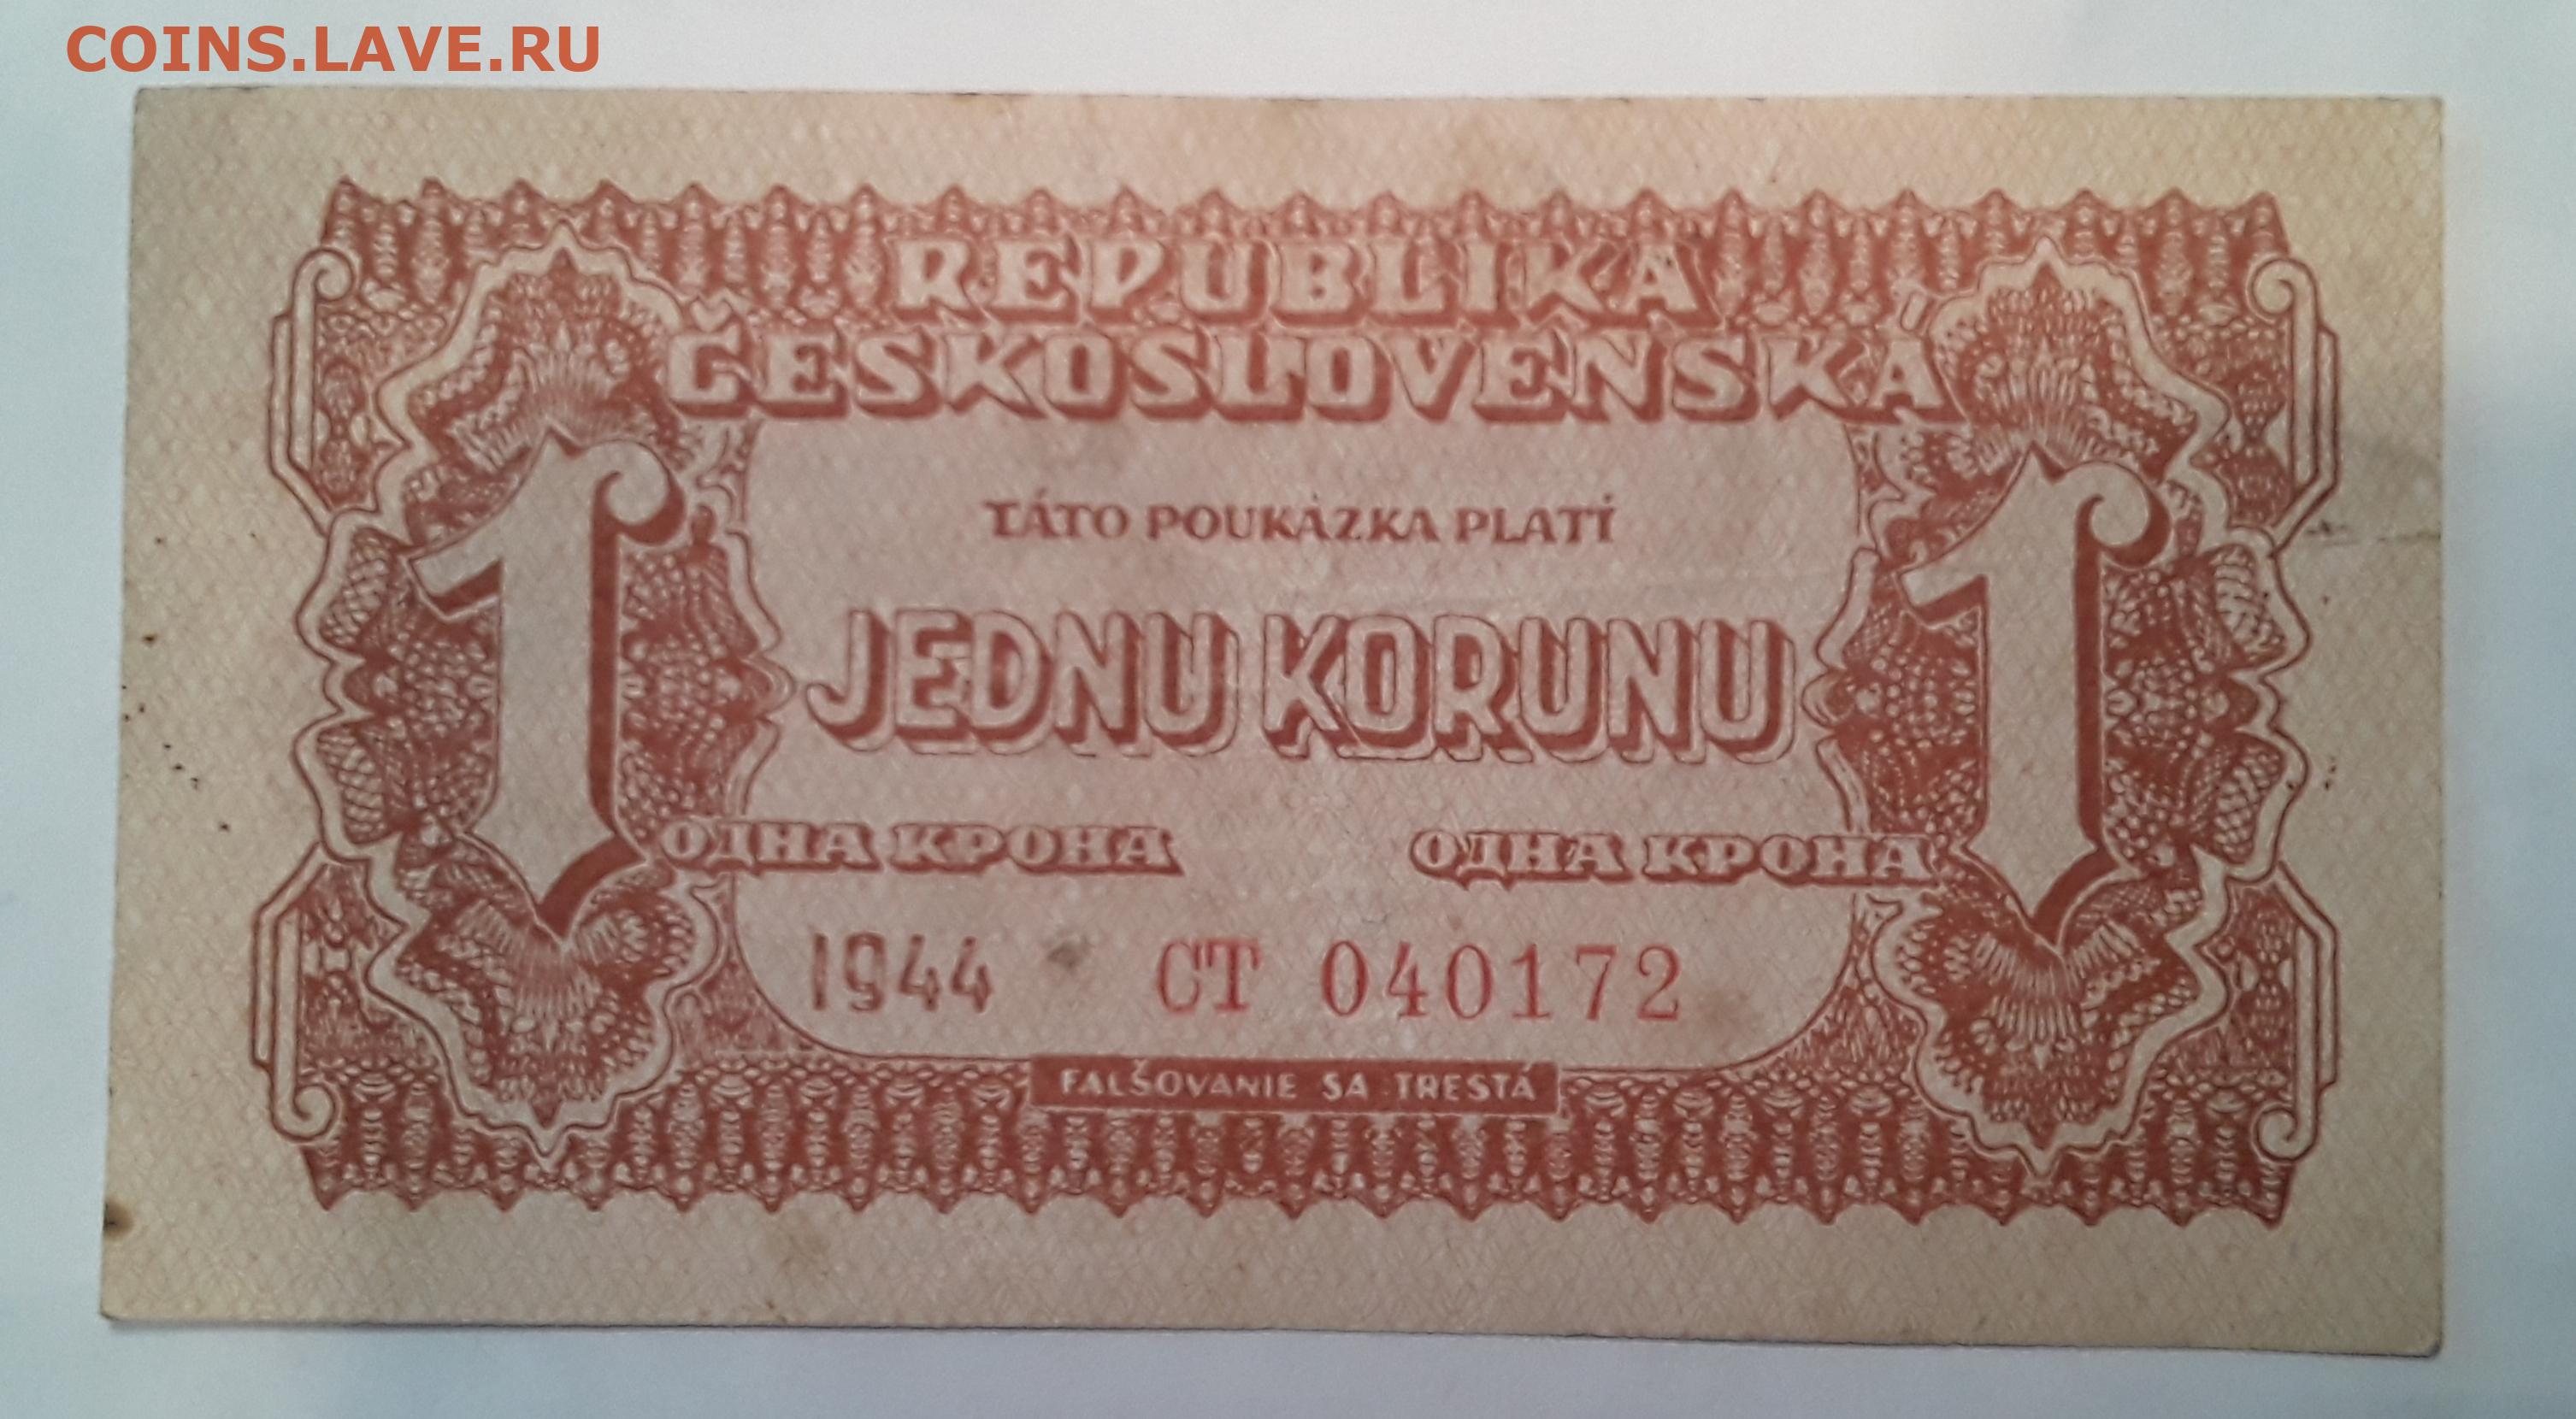 COINS.LAVE.RU
REPUBLIKA
ČESKOSLOVENSKÁ
1
1
TÁTO POUKÁZKA PLATÍ
JEDNU KORUNU
ОДНА КРОНА ОДНА КРОНА
1944 СТ 040172
FALŠOVANIE SA TRESTÁ